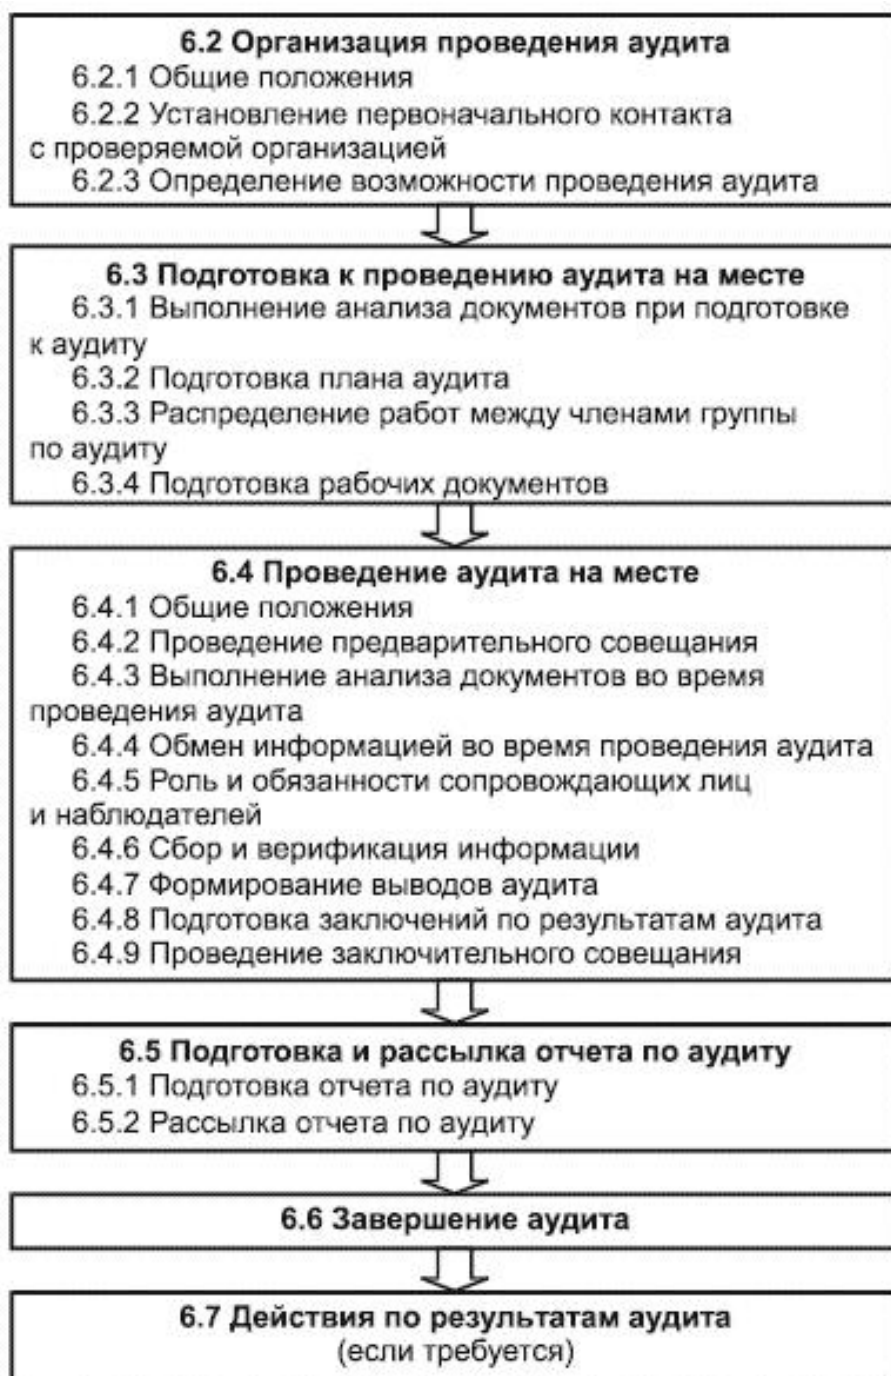 6.2 Организация проведения аудита
6.2.1 Общие положения
6.2.2 Установление первоначального контакта
с проверяемой организацией
6.2.3 Определение возможности проведения аудита
6.3 Подготовка к проведению аудита на месте
6.3.1 Выполнение анализа документов при подготовке
к аудиту
6.3.2 Подготовка плана аудита
6.3.3 Распределение работ между членами группы
по аудиту
6.3.4 Подготовка рабочих документов
6.4 Проведение аудита на месте
6.4.1 Общие положения
6.4.2 Проведение предварительного совещания
6.4.3 Выполнение анализа документов во время
проведения аудита
6.4.4 Обмен информацией во время проведения аудита
6.4.5 Роль и обязанности сопровождающих лиц
и наблюдателей
6.4.6 Сбор и верификация информации
6.4.7 Формирование выводов аудита
6.4.8 Подготовка заключений по результатам аудита
6.4.9 Проведение заключительного совещания
6.5 Подготовка и рассылка отчета по аудиту
6.5.1 Подготовка отчета по аудиту
6.5.2 Рассылка отчета по аудиту
6.6 Завершение аудита
6.7 Действия по результатам аудита
(если требуется)